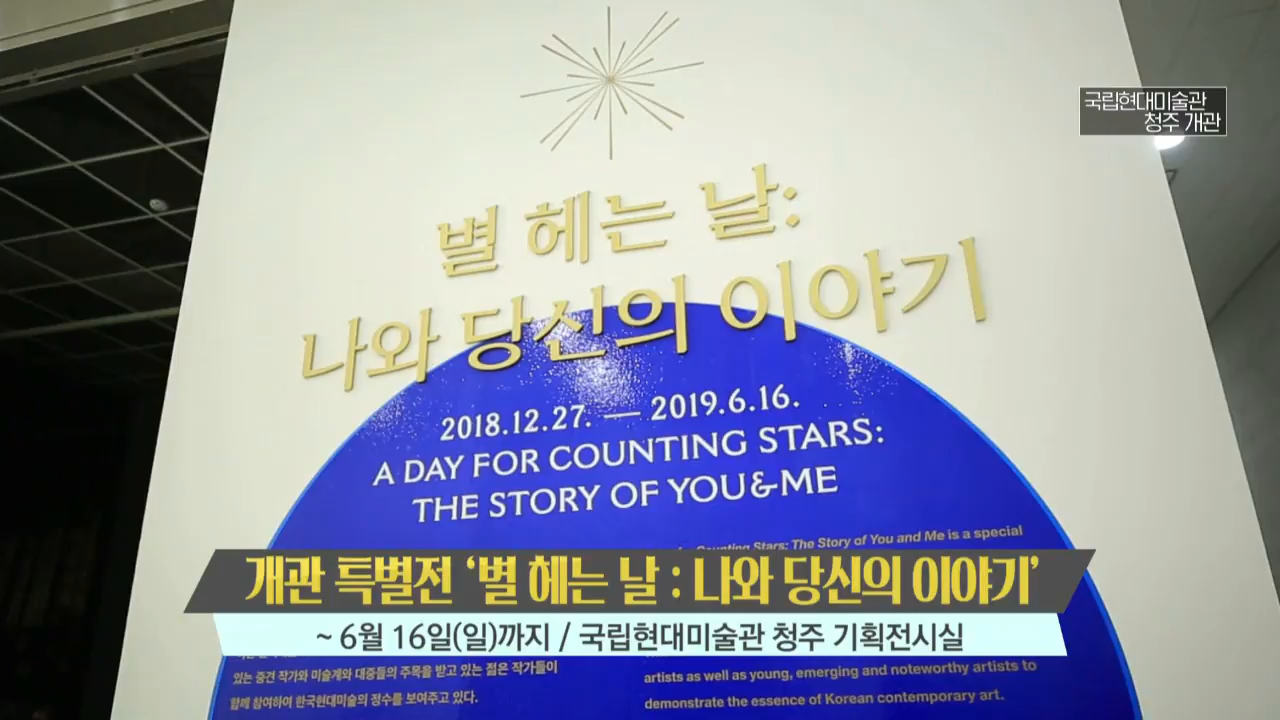 국립현대미술관
청주 개관
별 헤는 날:
나와 당신의 이야기
2018.12.27. — 2019.6.16.
A DAY FOR COUNTING STARS:
THE STORY OF YOU&ME
Counting Stars: The Story of You and Me is a special
개관 특별전 ‘별 헤는 날 : 나와 당신의 이야기’
~ 6월 16일(일)까지 / 국립현대미술관 청주 기획전시실
있는 중견 작가와 미술계와 대중들의 주목을 받고 있는 젊은 작가들이
함께 참여하여 한국현대미술의 정수를 보여주고 있다.
artists as well as young, emerging and noteworthy artists to
demonstrate the essence of Korean contemporary art.